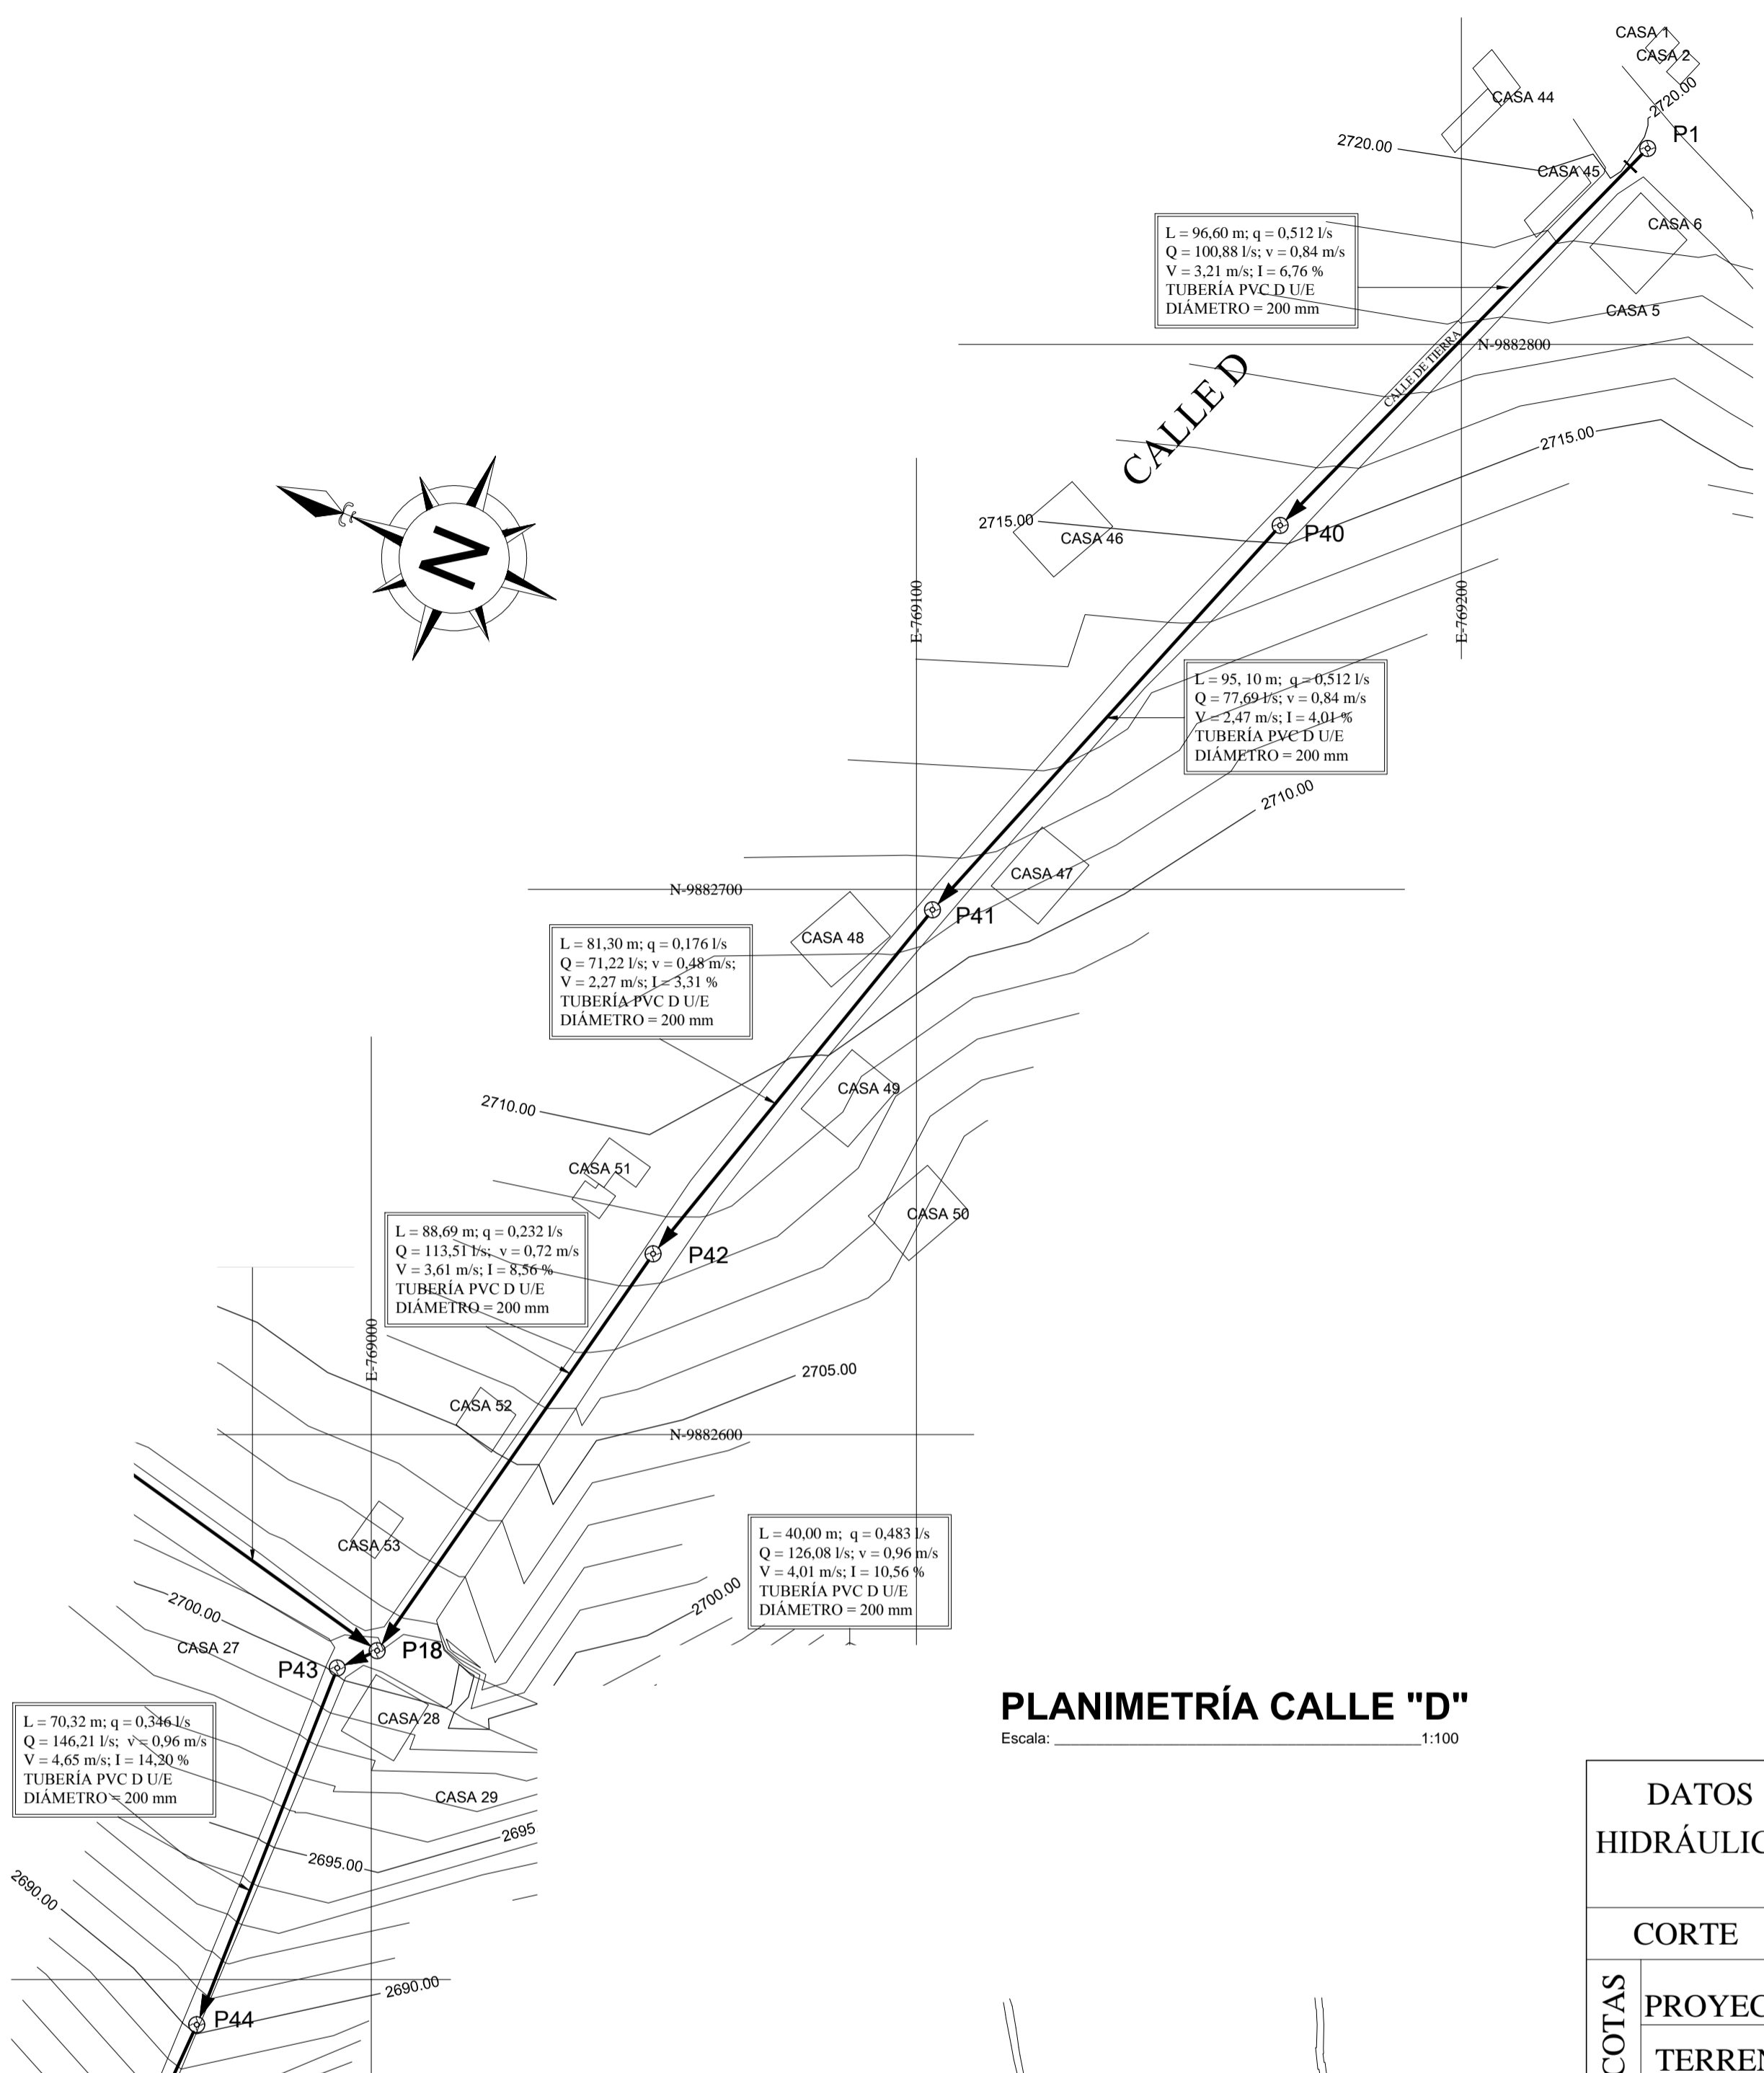 CASA 1
CASA 2
CASA 44
2720.00
P1
2720.00
CASA 45
CASA 6
L = 96,60 m; q = 0,512 l/s
Q = 100,88 l/s; v = 0,84 m/s
V = 3,21 m/s; I = 6,76 %
TUBERÍA PVC D U/E
DIÁMETRO = 200 mm
CASA 5
N-9882800
CALLE DE TIERRA
CALLE D
2715.00
2715.00
CASA 46
P40
N
E-769100
E-769200
L = 95, 10 m; q = 0,512 l/s
Q = 77,69 l/s; v = 0,84 m/s
V = 2,47 m/s; I = 4,01 %
TUBERÍA PVC D U/E
DIÁMETRO = 200 mm
2710.00
CASA 47
N-9882700
P41
CASA 48
L = 81,30 m; q = 0,176 l/s
Q = 71,22 l/s; v = 0,48 m/s;
V = 2,27 m/s; I = 3,31 %
TUBERÍA PVC D U/E
DIÁMETRO = 200 mm
CASA 49
2710.00
CASA 51
CASA 50
L = 88,69 m; q = 0,232 l/s
Q = 113,51 l/s; v = 0,72 m/s
V = 3,61 m/s; I = 8,56 %
TUBERÍA PVC D U/E
DIÁMETRO = 200 mm
P42
E-769000
2705.00
CASA 52
N-9882600
CASA 53
L = 40,00 m; q = 0,483 l/s
Q = 126,08 l/s; v = 0,96 m/s
V = 4,01 m/s; I = 10,56 %
TUBERÍA PVC D U/E
DIÁMETRO = 200 mm
2700.00
2700.00
CASA 27
P18
P43
CASA 28
L = 70,32 m; q = 0,346 l/s
Q = 146,21 l/s; v = 0,96 m/s
V = 4,65 m/s; I = 14,20 %
TUBERÍA PVC D U/E
DIÁMETRO = 200 mm
PLANIMETRÍA CALLE "D"
Escala: 1:100
CASA 29
2695
2695.00
2690.00
2690.00
P44
DATOS
HIDRÁULIC
CORTE
COTAS
PROYEC
TERREN